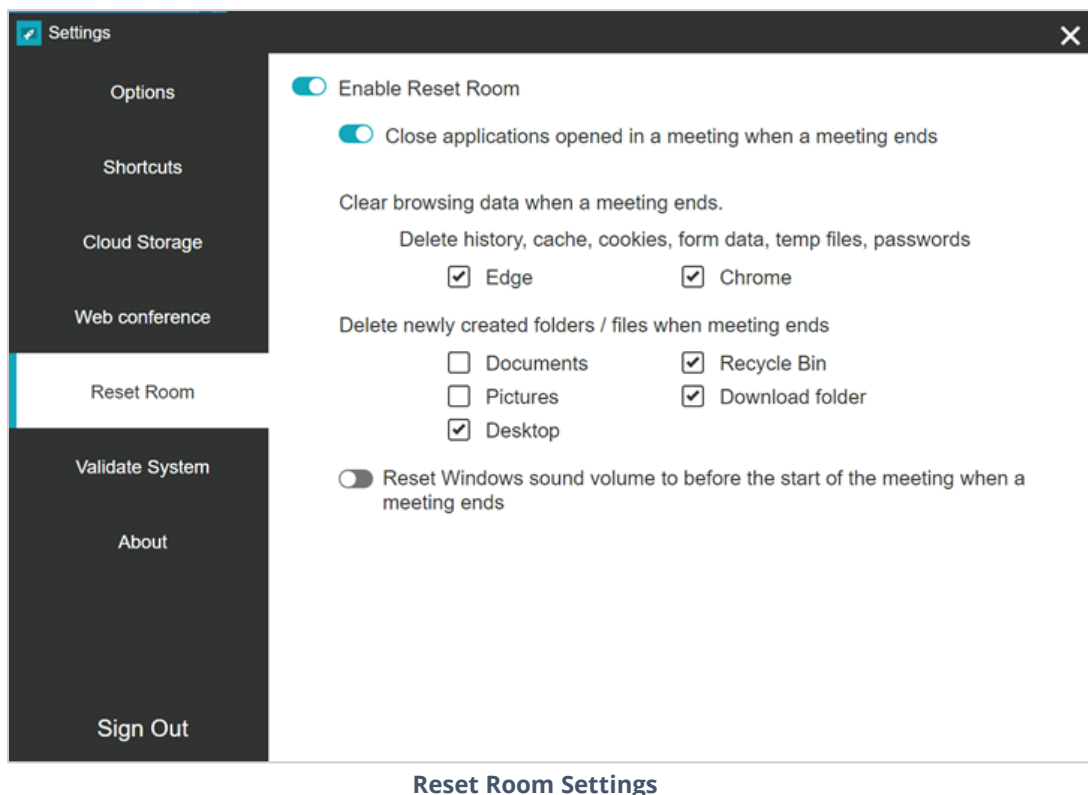 Settings
Options
Shortcuts
Cloud Storage
Web conference
Reset Room
Validate System
About
Sign Out
Enable Reset Room
Close applications opened in a meeting when a meeting ends
Clear browsing data when a meeting ends.
Delete history, cache, cookies, form data, temp files, passwords
Edge Chrome
Delete newly created folders / files when meeting ends
Documents Recycle Bin
Pictures Download folder
Desktop
Reset Windows sound volume to before the start of the meeting when a
meeting ends
Reset Room Settings